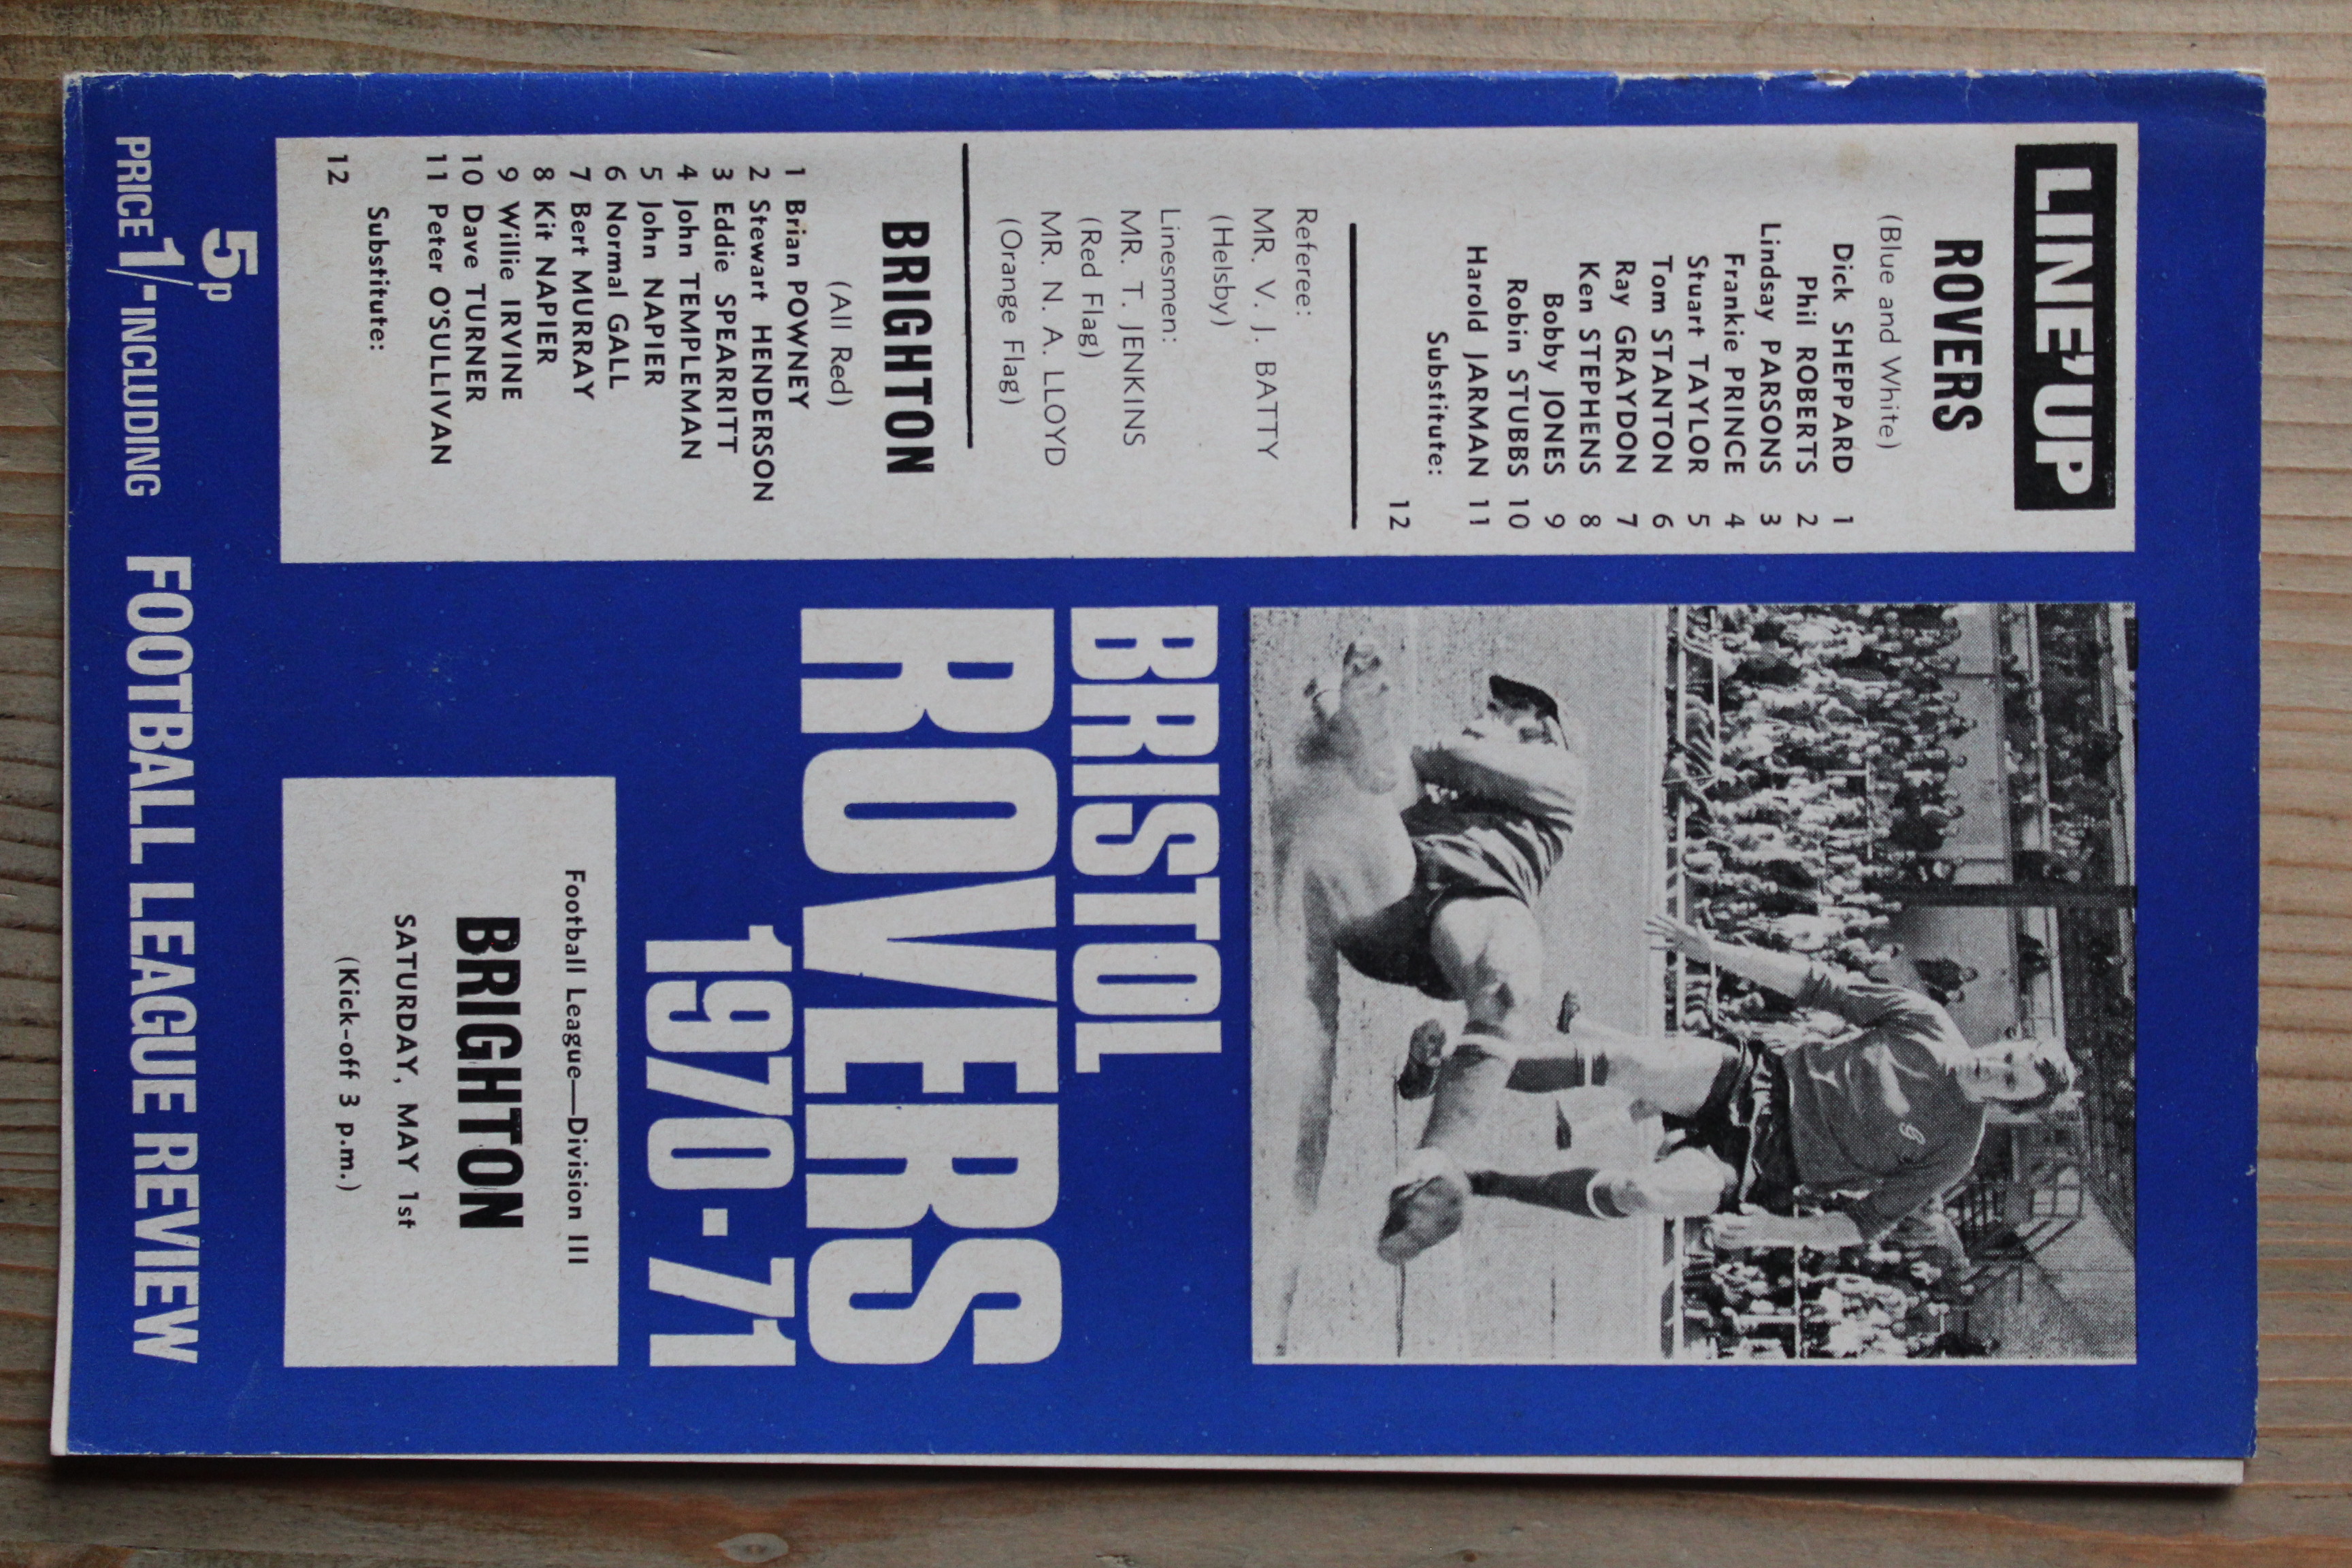 LINE'UP
ROVERS
(Blue and White)
Dick SHEPPARD 1
Phil ROBERTS 2
Lindsay PARSONS 3
Frankie PRINCE 4
Stuart TAYLOR 5
Tom STANTON 6
Ray GRAYDON 7
Ken STEPHENS 8
Bobby JONES 9
Robin STUBBS 10
Harold JARMAN 11
Substitute:
12
Referee:
MR. V. J. BATTY
(Helsby)
Linesmen:
MR. T. JENKINS
(Red Flag)
MR. N. A. LLOYD
(Orange Flag)
BRIGHTON
(All Red)
1 Brian POWNEY
2 Stewart HENDERSON
3 Eddie SPEARRITT
4 John TEMPLEMAN
5 John NAPIER
6 Normal GALL
7 Bert MURRAY
8 Kit NAPIER
9 Willie IRVINE
10 Dave TURNER
11 Peter O'SULLIVAN
Substitute:
12
BRISTOL
ROVERS
1970-71
Football League—Division III
BRIGHTON
SATURDAY, MAY 1st
(Kick-off 3 p.m.)
5p
PRICE 1/- INCLUDING FOOTBALL LEAGUE REVIEW